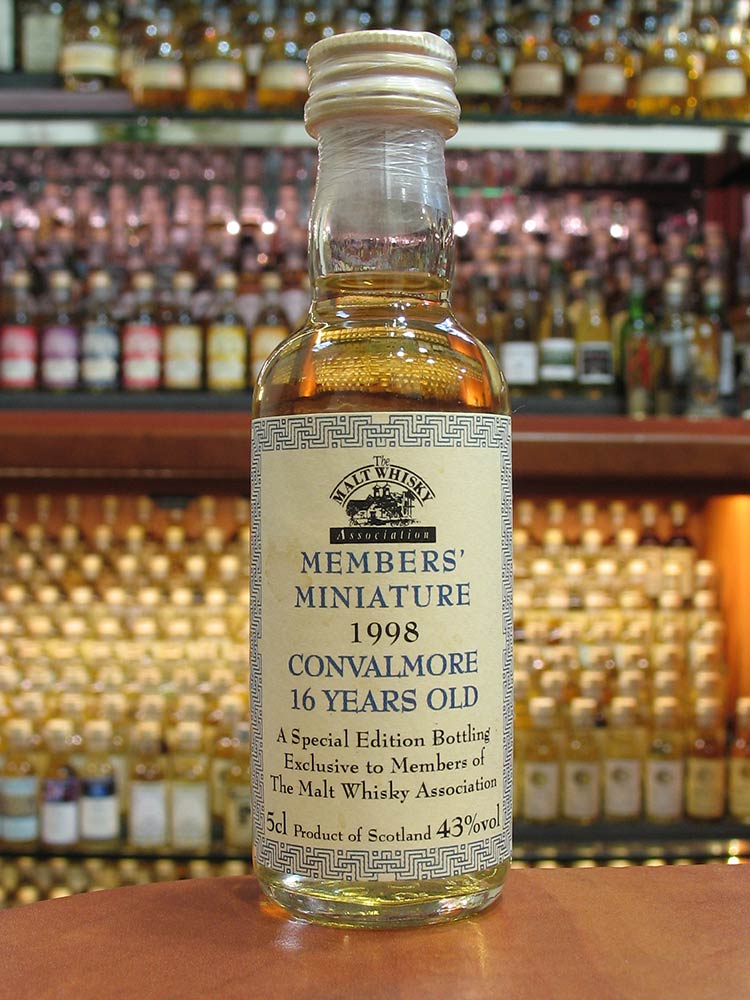 The
MALT WHISKY
Association
MEMBERS'
MINIATURE
1998
CONVALMORE
16 YEARS OLD
A Special Edition Bottling
Exclusive to Members of
The Malt Whisky Association
5cl Product of Scotland 43%vol